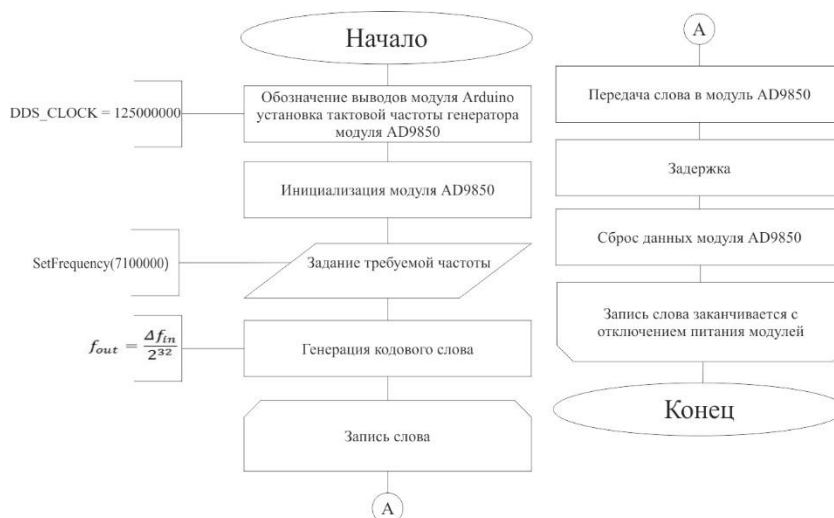 Начало
DDS_CLOCK = 125000000
Обозначение выводов модуля Arduino
установка тактовой частоты генератора
модуля AD9850
Инициализация модуля AD9850
SetFrequency(7100000)
Задание требуемой частоты
f_out = Δf_in / 2^32
Генерация кодового слова
Запись слова
A
A
Передача слова в модуль AD9850
Задержка
Сброс данных модуля AD9850
Запись слова заканчивается с
отключением питания модулей
Конец